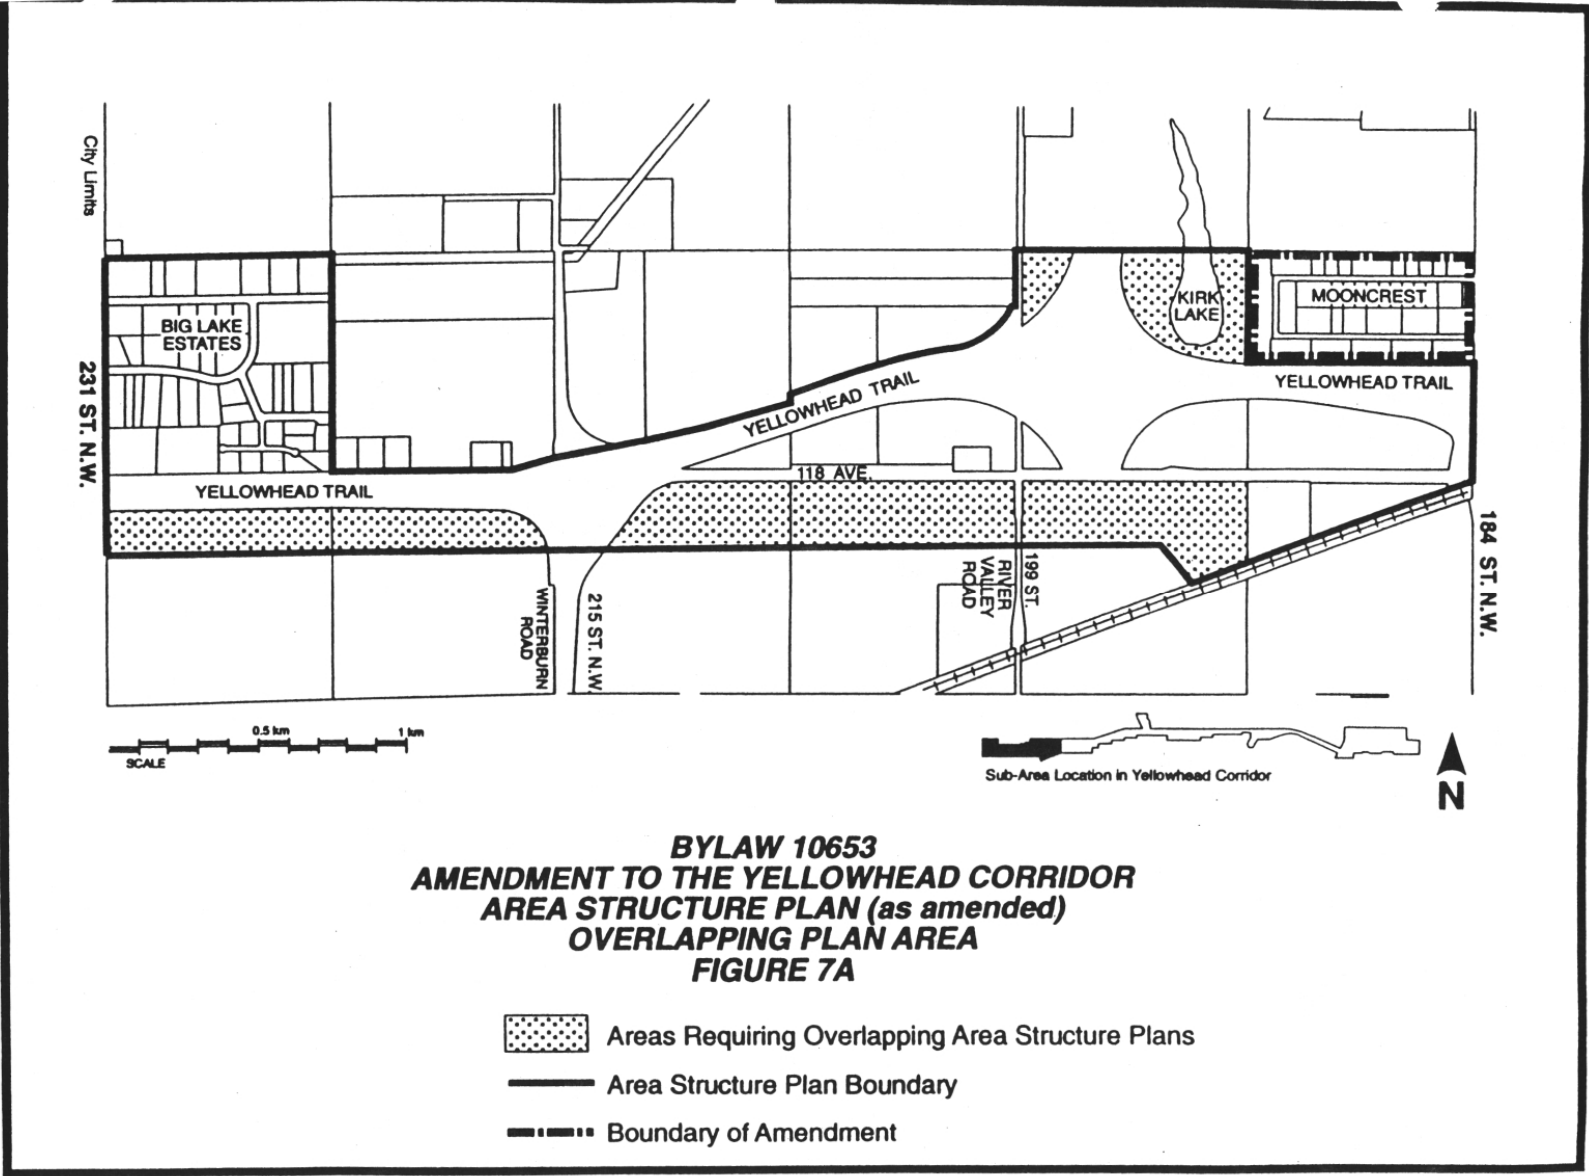 City Limits
231 ST. N.W.
BIG LAKE
ESTATES
YELLOWHEAD TRAIL
YELLOWHEAD TRAIL
118 AVE.
KIRK
LAKE
MOONCREST
YELLOWHEAD TRAIL
WINTERBURN
ROAD
215 ST. N.W.
RIVER
VALLEY
ROAD
199 ST.
184 ST. N.W.
0.5 km
1 km
SCALE
Sub-Area Location in Yellowhead Corridor
N
BYLAW 10653
AMENDMENT TO THE YELLOWHEAD CORRIDOR
AREA STRUCTURE PLAN (as amended)
OVERLAPPING PLAN AREA
FIGURE 7A
Areas Requiring Overlapping Area Structure Plans
Area Structure Plan Boundary
Boundary of Amendment